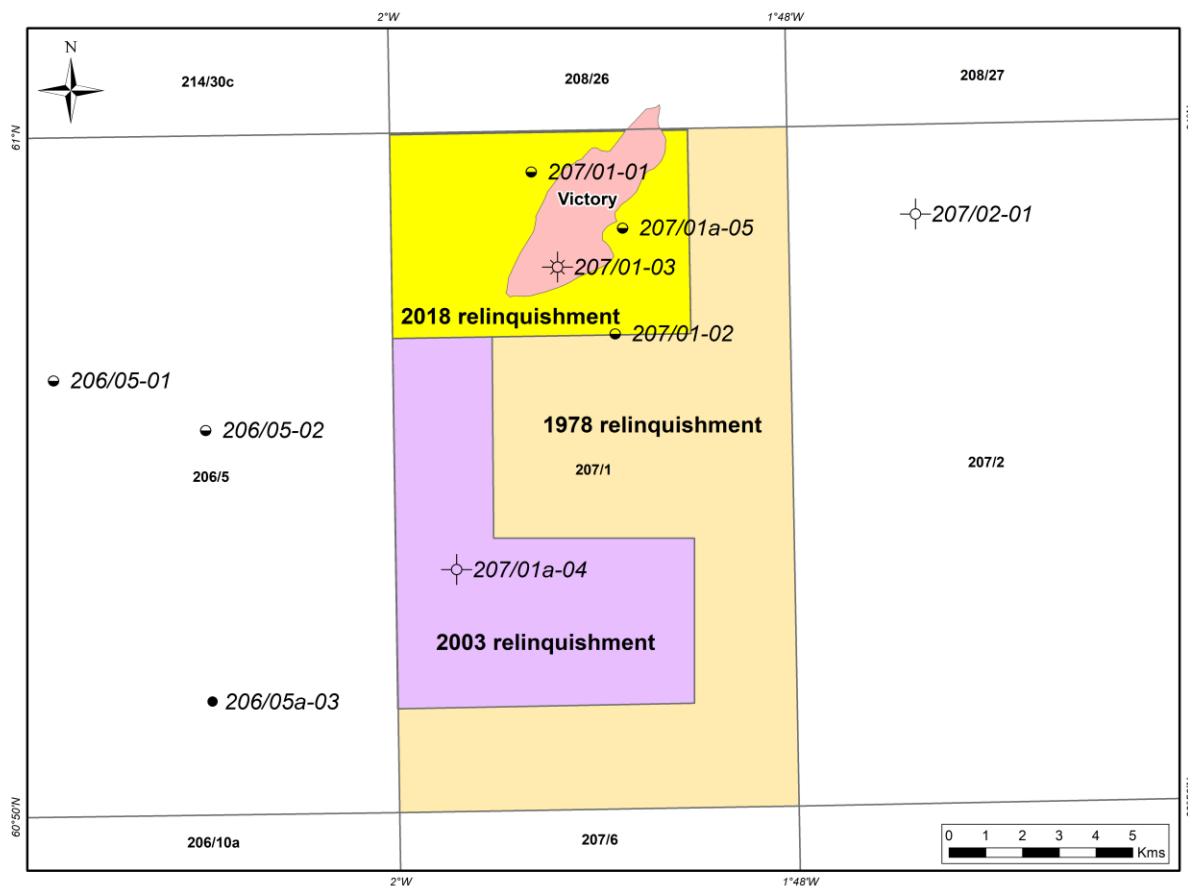 2°W
1°48'W
N
214/30c
208/26
208/27
61°N
207/01-01
Victory
207/02-01
207/01a-05
207/01-03
2018 relinquishment
207/01-02
206/05-01
1978 relinquishment
206/05-02
207/1
207/2
206/5
207/01a-04
2003 relinquishment
206/05a-03
60°50'N
206/10a
207/6
0 1 2 3 4 5
Kms
2°W
1°48'W